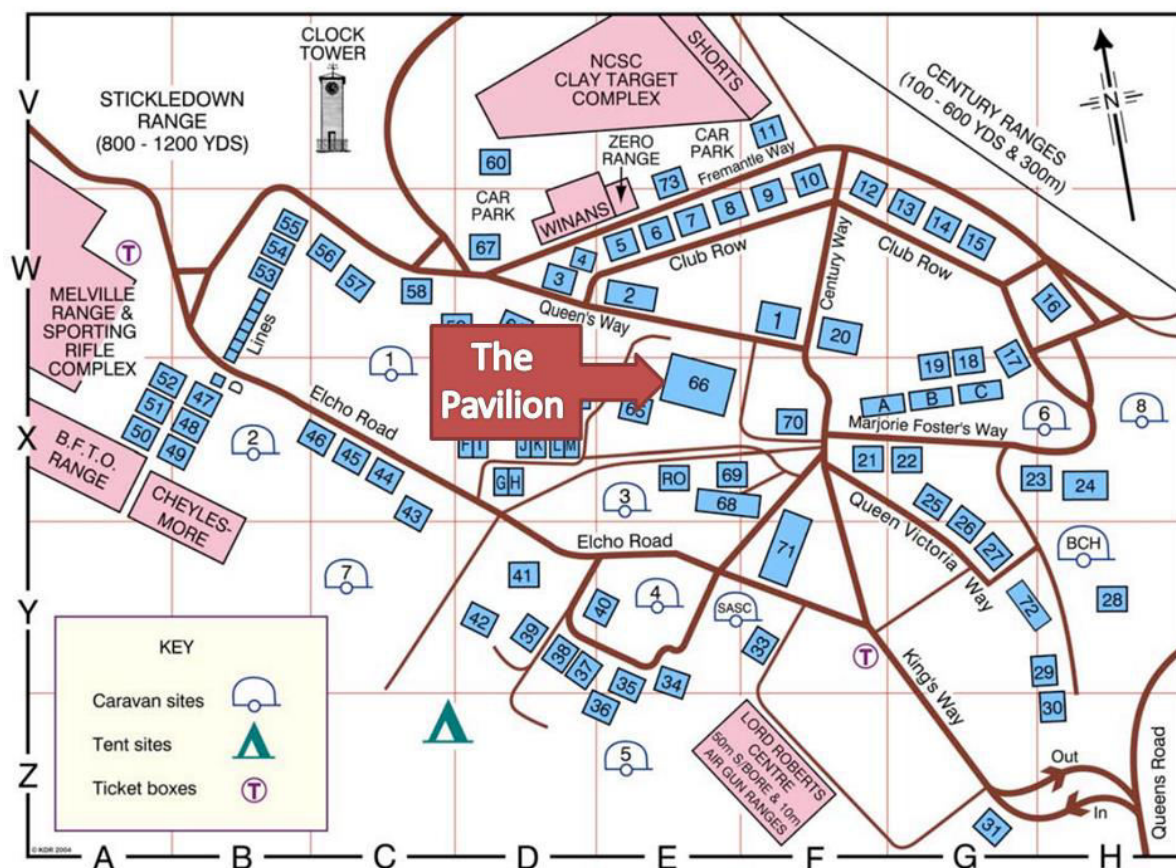 CLOCK
TOWER
NCSC
CLAY TARGET
COMPLEX
SHORTS
CENTURY RANGES
(100 - 600 YDS & 300m)
N
V
STICKLEDOWN
RANGE
(800 - 1200 YDS)
60
ZERO
RANGE
CAR
PARK
11
CAR
PARK
WINANS
73
Fremantle Way
67
3
4
5
6
7
8
9
10
12
13
14
15
16
Club Row
Club Row
Century Way
W
T
MELVILLE
RANGE &
SPORTING
RIFLE
COMPLEX
55
54
53
56
57
58
Lines
D
2
Queen's Way
1
20
The
Pavilion
66
1
19
18
17
A
B
C
Marjorie Foster's Way
6
8
52
51
50
47
48
49
2
X
B.F.T.O.
RANGE
CHEYLES-
MORE
Elcho Road
46
45
44
43
F
I
J
K
L
M
G
H
70
RO
69
68
3
21
22
23
24
25
26
27
Queen Victoria
Way
BCH
28
7
Elcho Road
71
41
42
40
4
39
38
37
36
35
34
SASC
33
T
72
29
30
Y
KEY
Caravan sites
Tent sites
Ticket boxes
T
King's Way
LORD ROBERTS
CENTRE
50m S/BORE & 10m
AIR GUN RANGES
5
Z
Out
In
31
Queens Road
© KDR 2004
A
B
C
D
E
F
G
H